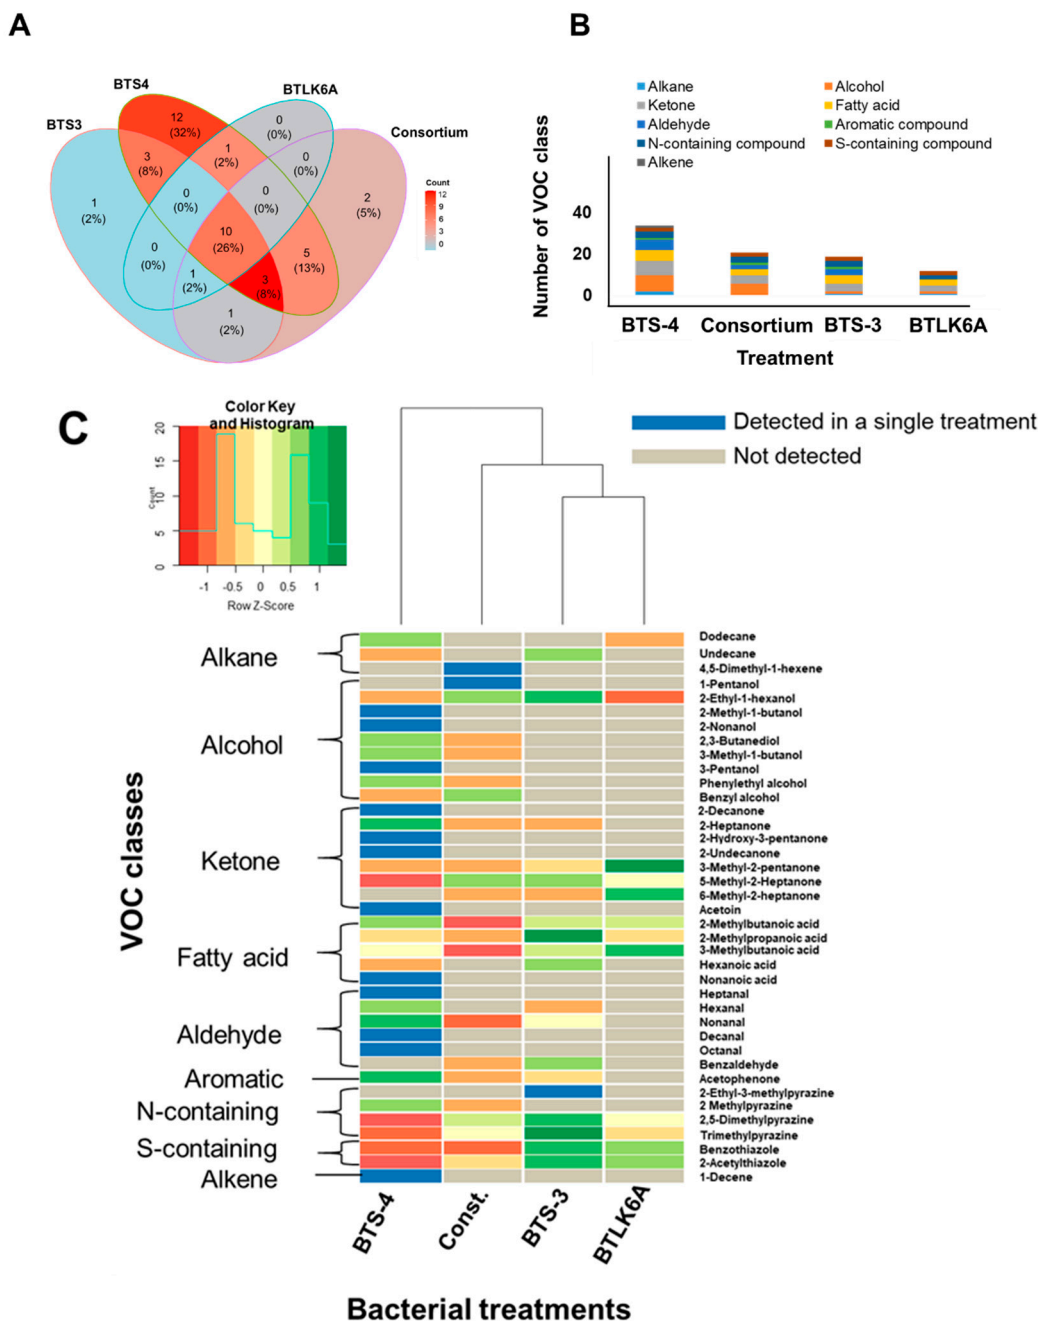 A
BTS4
BTLK6A
BTS3
Consortium
12
(32%)
0
(0%)
3
(8%)
1
(2%)
0
(0%)
1
(2%)
0
(0%)
0
(0%)
2
(5%)
10
(26%)
0
(0%)
5
(13%)
1
(2%)
3
(8%)
1
(2%)
Count
12
9
6
3
0
B
Alkane
Alcohol
Ketone
Fatty acid
Aldehyde
Aromatic compound
N-containing compound
S-containing compound
Alkene
Number of VOC class
40
20
0
BTS-4
Consortium
BTS-3
BTLK6A
Treatment
C
Color Key
and Histogram
Count
20
15
10
5
0
-1
-0.5
0
0.5
1
Row Z-Score
Detected in a single treatment
Not detected
VOC classes
Alkane
Alcohol
Ketone
Fatty acid
Aldehyde
Aromatic
N-containing
S-containing
Alkene
Dodecane
Undecane
4,5-Dimethyl-1-hexene
1-Pentanol
2-Ethyl-1-hexanol
2-Methyl-1-butanol
2-Nonanol
2,3-Butanediol
3-Methyl-1-butanol
3-Pentanol
Phenylethyl alcohol
Benzyl alcohol
2-Decanone
2-Heptanone
2-Hydroxy-3-pentanone
2-Undecanone
3-Methyl-2-pentanone
5-Methyl-2-Heptanone
6-Methyl-2-heptanone
Acetoin
2-Methylbutanoic acid
2-Methylpropanoic acid
3-Methylbutanoic acid
Hexanoic acid
Nonanoic acid
Heptanal
Hexanal
Nonanal
Decanal
Octanal
Benzaldehyde
Acetophenone
2-Ethyl-3-methylpyrazine
2 Methylpyrazine
2,5-Dimethylpyrazine
Trimethylpyrazine
Benzothiazole
2-Acetylthiazole
1-Decene
BTS-4
Const.
BTS-3
BTLK6A
Bacterial treatments